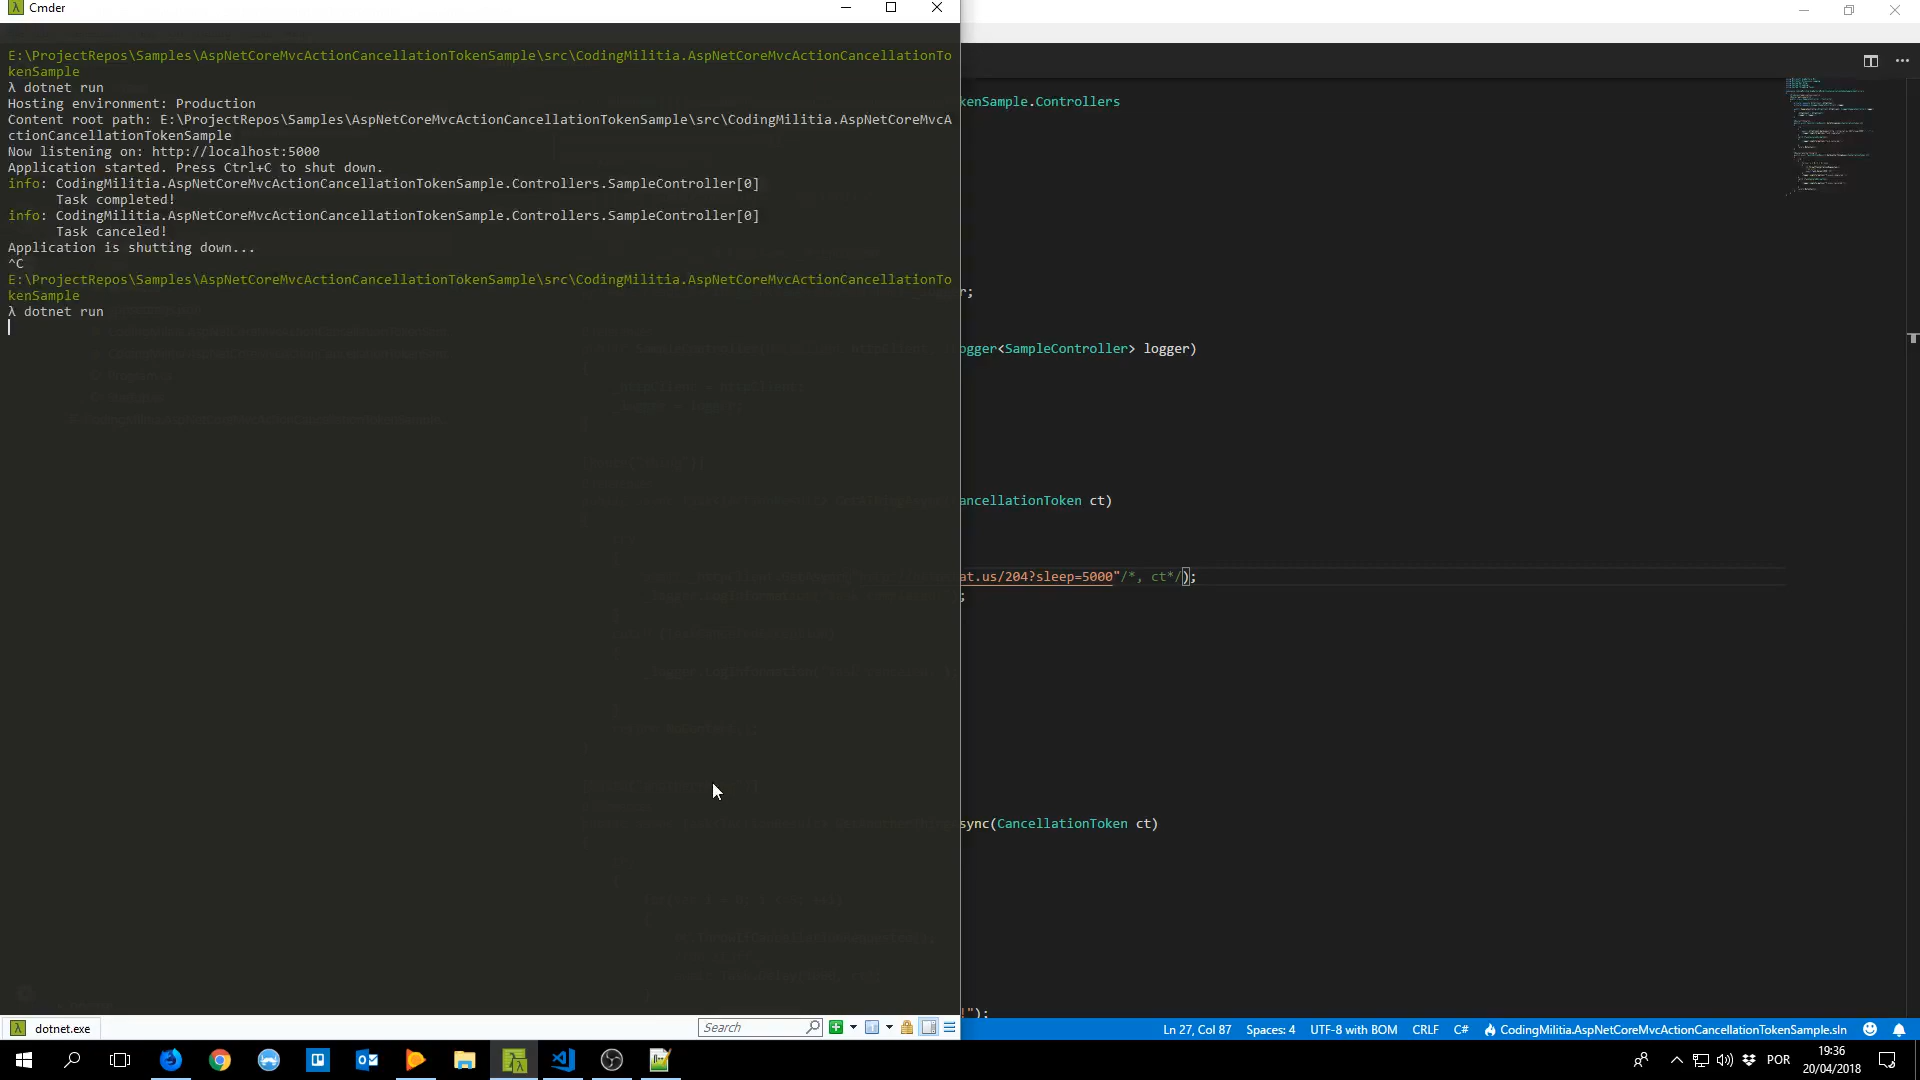 Cmder
E:\ProjectRepos\Samples\AspNetCoreMvcActionCancellationTokenSample\src\CodingMilitia.AspNetCoreMvcActionCancellationTo
kenSample
λ dotnet run
Hosting environment: Production
Content root path: E:\ProjectRepos\Samples\AspNetCoreMvcActionCancellationTokenSample\src\CodingMilitia.AspNetCoreMvcA
ctionCancellationTokenSample
Now listening on: http://localhost:5000
Application started. Press Ctrl+C to shut down.
info: CodingMilitia.AspNetCoreMvcActionCancellationTokenSample.Controllers.SampleController[0]
Task completed!
info: CodingMilitia.AspNetCoreMvcActionCancellationTokenSample.Controllers.SampleController[0]
Task canceled!
Application is shutting down...
^C
E:\ProjectRepos\Samples\AspNetCoreMvcActionCancellationTokenSample\src\CodingMilitia.AspNetCoreMvcActionCancellationTo
kenSample
λ dotnet run
kenSample.Controllers
r;
ogger<SampleController> logger)
ancellationToken ct)
at.us/204?sleep=5000"/*, ct*/);
;
sync(CancellationToken ct)
!");
dotnet.exe
Search
Ln 27, Col 87
Spaces: 4
UTF-8 with BOM
CRLF
C#
CodingMilitia.AspNetCoreMvcActionCancellationTokenSample.sln
POR
19:36
20/04/2018